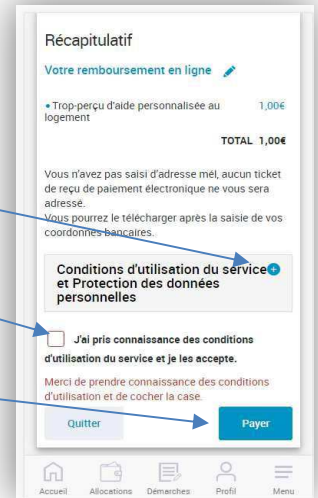 Récapitulatif
Votre remboursement en ligne
• Trop-perçu d'aide personnalisée au 1,00€
logement
TOTAL 1,00€
Vous n'avez pas saisi d'adresse mél, aucun ticket
de reçu de paiement électronique ne vous sera
adressé.
Vous pourrez le télécharger après la saisie de vos
coordonnés bancaires.
Conditions d'utilisation du service
et Protection des données
personnelles
J'ai pris connaissance des conditions
d'utilisation du service et je les accepte.
Merci de prendre connaissance des conditions
d'utilisation et de cocher la case.
Quitter Payer
Accueil Allocations Démarches Profil Menu